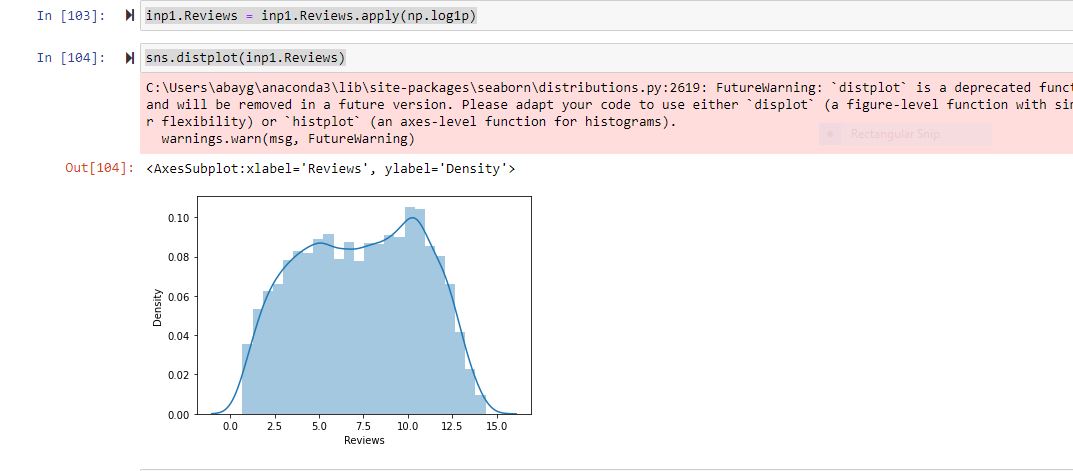 In [103]: inp1.Reviews = inp1.Reviews.apply(np.log1p)
In [104]: sns.distplot(inp1.Reviews)
C:\Users\abayg\anaconda3\lib\site-packages\seaborn\distributions.py:2619: FutureWarning: `distplot` is a deprecated funct
and will be removed in a future version. Please adapt your code to use either `displot` (a figure-level function with sim
r flexibility) or `histplot` (an axes-level function for histograms).
Rectangular Snip
warnings.warn(msg, FutureWarning)
Out[104]: <AxesSubplot:xlabel='Reviews', ylabel='Density'>
0.10
0.08
0.06
0.04
0.02
0.00
Density
0.0 2.5 5.0 7.5 10.0 12.5 15.0
Reviews